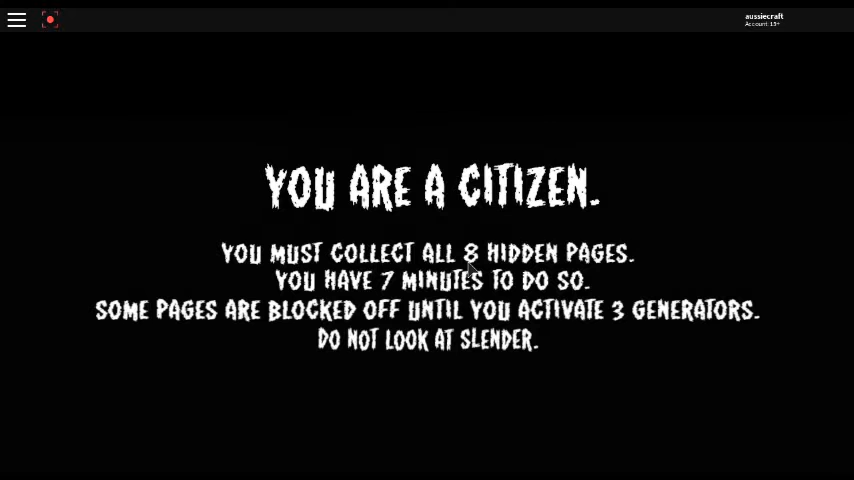 aussiecraft
Account: 13+
YOU ARE A CITIZEN.
YOU MUST COLLECT ALL 8 HIDDEN PAGES.
YOU HAVE 7 MINUTES TO DO SO.
SOME PAGES ARE BLOCKED OFF UNTIL YOU ACTIVATE 3 GENERATORS.
DO NOT LOOK AT SLENDER.